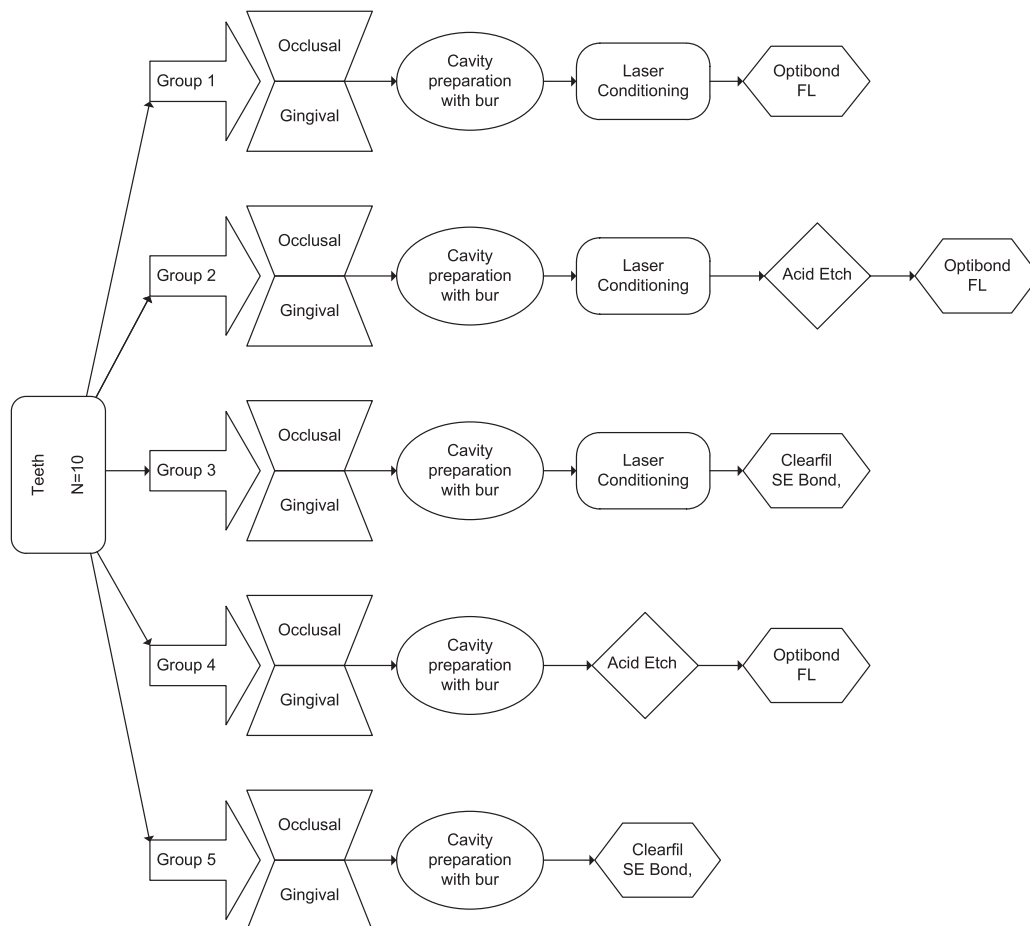 Group 1
Occlusal
Gingival
Cavity
preparation
with bur
Laser
Conditioning
Optibond
FL
Group 2
Occlusal
Gingival
Cavity
preparation
with bur
Laser
Conditioning
Acid Etch
Optibond
FL
Teeth
N=10
Group 3
Occlusal
Gingival
Cavity
preparation
with bur
Laser
Conditioning
Clearfil
SE Bond,
Group 4
Occlusal
Gingival
Cavity
preparation
with bur
Acid Etch
Optibond
FL
Group 5
Occlusal
Gingival
Cavity
preparation
with bur
Clearfil
SE Bond,